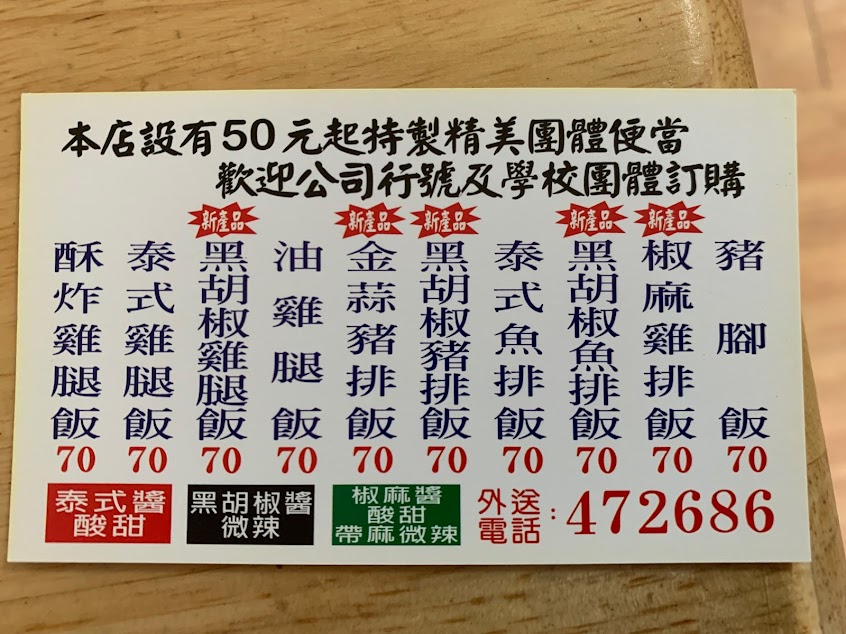 本店設有50元起特製精美團體便當
歡迎公司行號及學校團體訂購
豬腳飯
70
新產品
椒麻雞排飯
70
新產品
黑胡椒魚排飯
70
泰式魚排飯
70
新產品
黑胡椒豬排飯
70
新產品
金蒜豬排飯
70
油雞腿飯
70
新產品
黑胡椒雞腿飯
70
泰式雞腿飯
70
酥炸雞腿飯
70
泰式醬
酸甜
黑胡椒醬
微辣
椒麻醬
酸甜
帶麻微辣
外送電話:472686